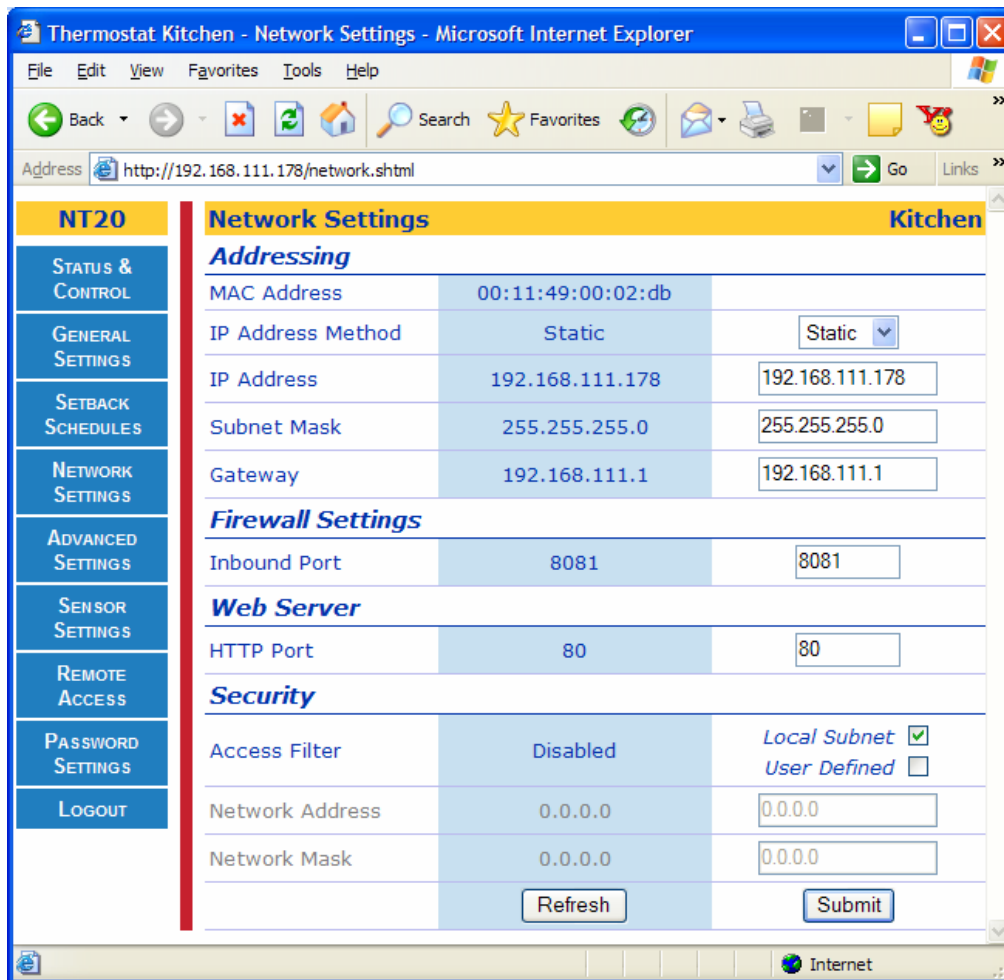 Thermostat Kitchen - Network Settings - Microsoft Internet Explorer
File Edit View Favorites Tools Help
Back Search Favorites »
Address http://192.168.111.178/network.shtml Go Links »
NT20
STATUS & CONTROL
GENERAL SETTINGS
SETBACK SCHEDULES
NETWORK SETTINGS
ADVANCED SETTINGS
SENSOR SETTINGS
REMOTE ACCESS
PASSWORD SETTINGS
LOGOUT
Network Settings Kitchen
Addressing
MAC Address 00:11:49:00:02:db
IP Address Method Static Static
IP Address 192.168.111.178 192.168.111.178
Subnet Mask 255.255.255.0 255.255.255.0
Gateway 192.168.111.1 192.168.111.1
Firewall Settings
Inbound Port 8081 8081
Web Server
HTTP Port 80 80
Security
Access Filter Disabled Local Subnet
User Defined
Network Address 0.0.0.0 0.0.0.0
Network Mask 0.0.0.0 0.0.0.0
Refresh Submit
Internet